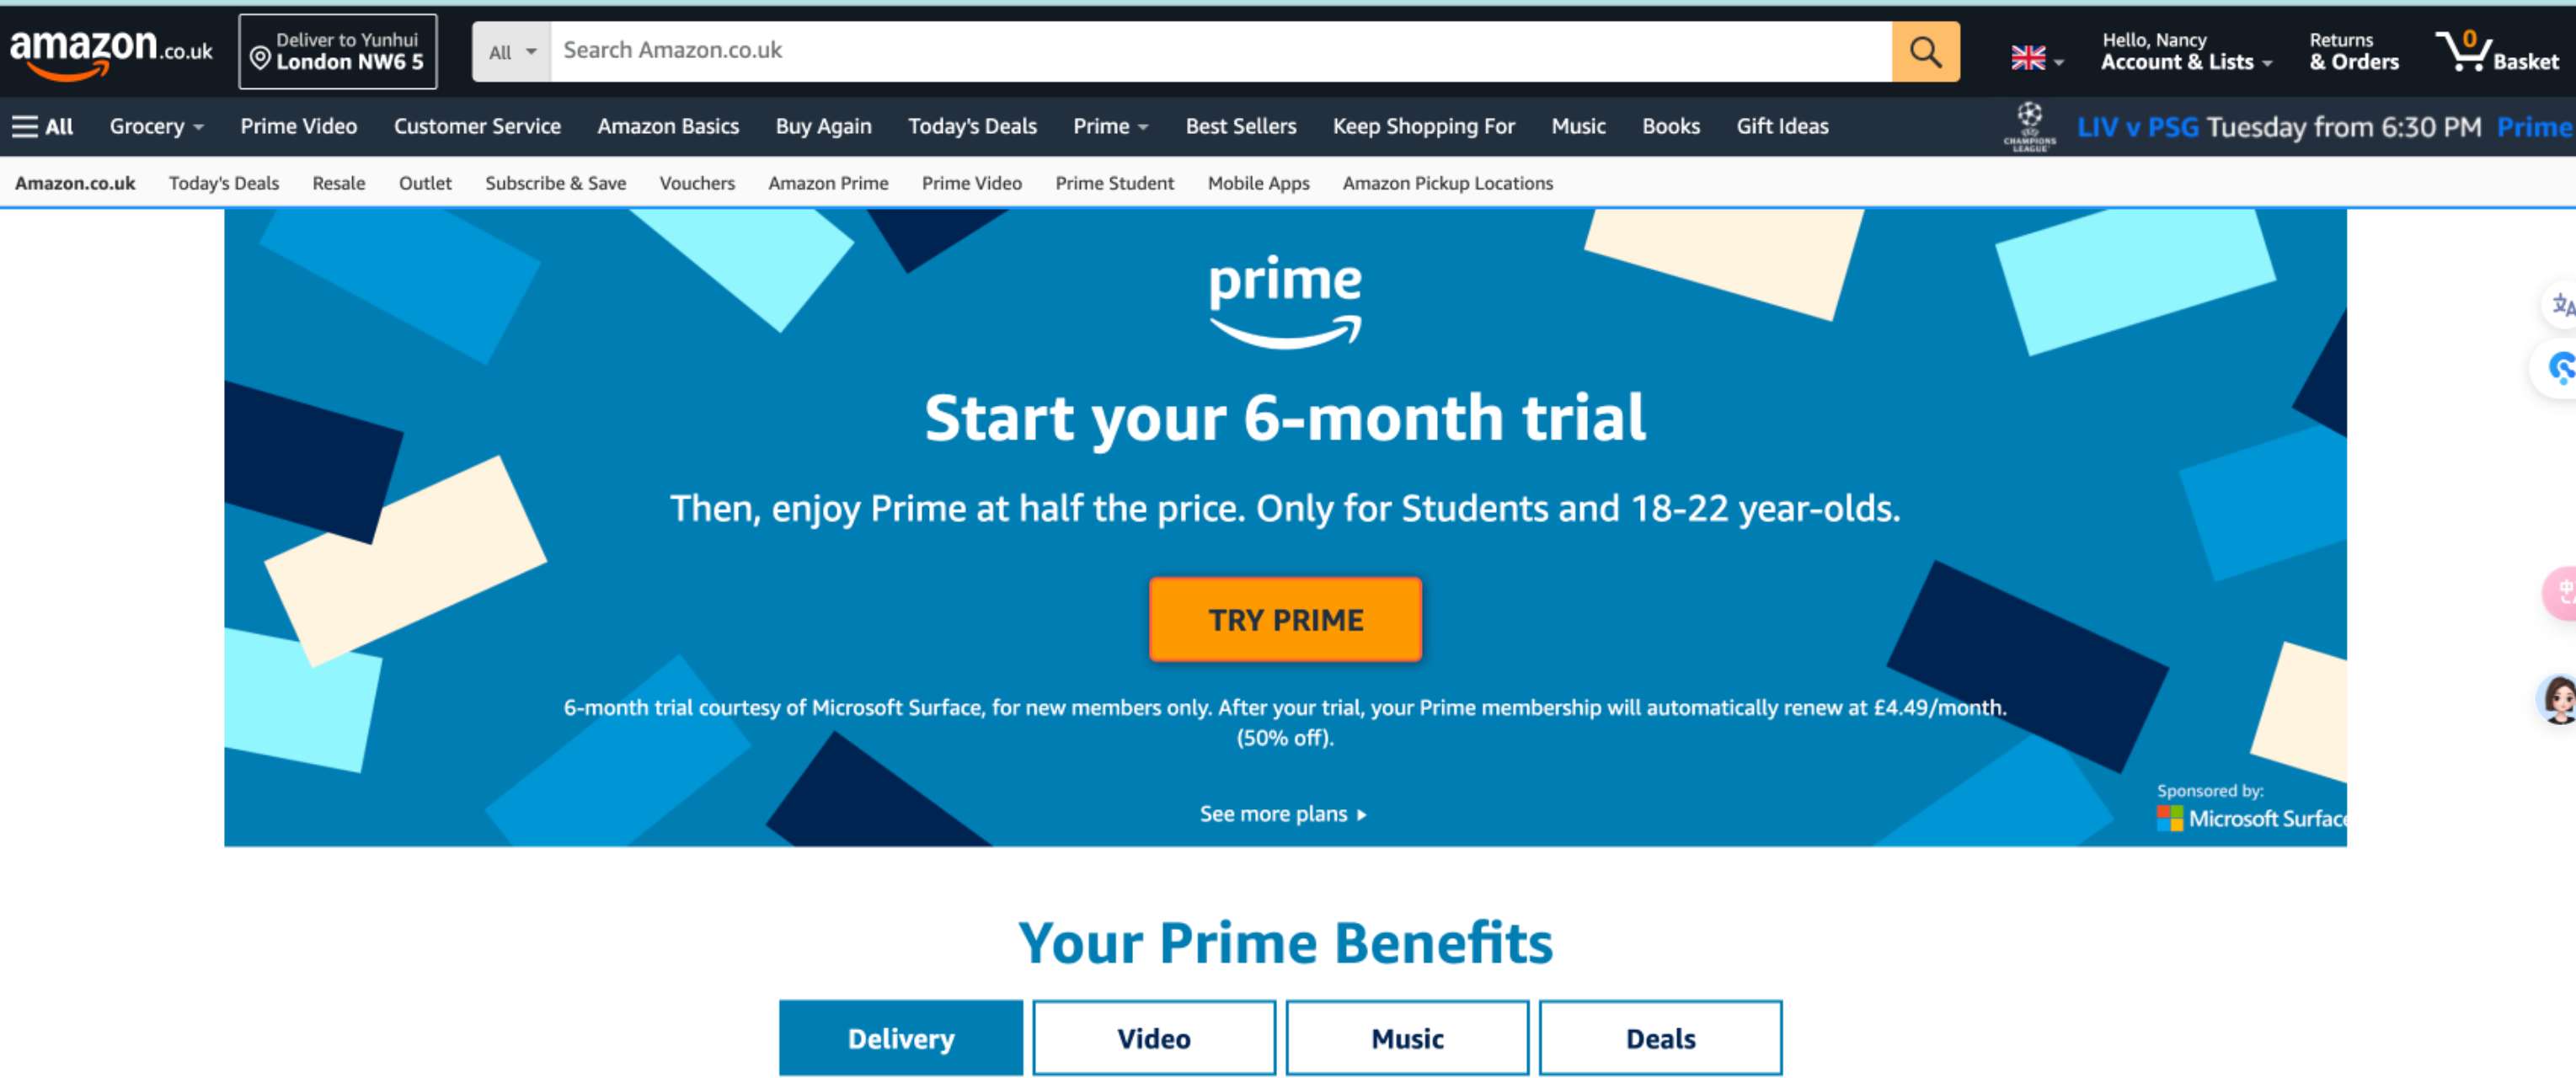 amazon.co.uk
Deliver to Yunhui
London NW6 5
All
Search Amazon.co.uk
Hello, Nancy
Account & Lists
Returns
& Orders
0
Basket
All
Grocery
Prime Video
Customer Service
Amazon Basics
Buy Again
Today's Deals
Prime
Best Sellers
Keep Shopping For
Music
Books
Gift Ideas
CHAMPIONS
LEAGUE
LIV v PSG Tuesday from 6:30 PM Prime
Amazon.co.uk
Today's Deals
Resale
Outlet
Subscribe & Save
Vouchers
Amazon Prime
Prime Video
Prime Student
Mobile Apps
Amazon Pickup Locations
prime
Start your 6-month trial
Then, enjoy Prime at half the price. Only for Students and 18-22 year-olds.
TRY PRIME
6-month trial courtesy of Microsoft Surface, for new members only. After your trial, your Prime membership will automatically renew at £4.49/month.
(50% off).
See more plans
Sponsored by:
Microsoft Surface
Your Prime Benefits
Delivery
Video
Music
Deals